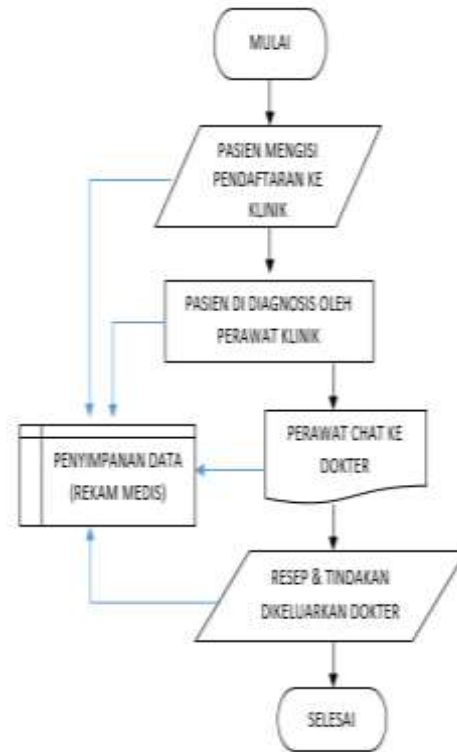 MULAI
PASIEN MENGISI
PENDAFTARAN KE
KLINIK
PASIEN DI DIAGNOSIS OLEH
PERAWAT KLINIK
PERAWAT CHAT KE
DOKTER
PENYIMPANAN DATA
(REKAM MEDIS)
RESEP & TINDAKAN
DIKELUARKAN DOKTER
SELESAI